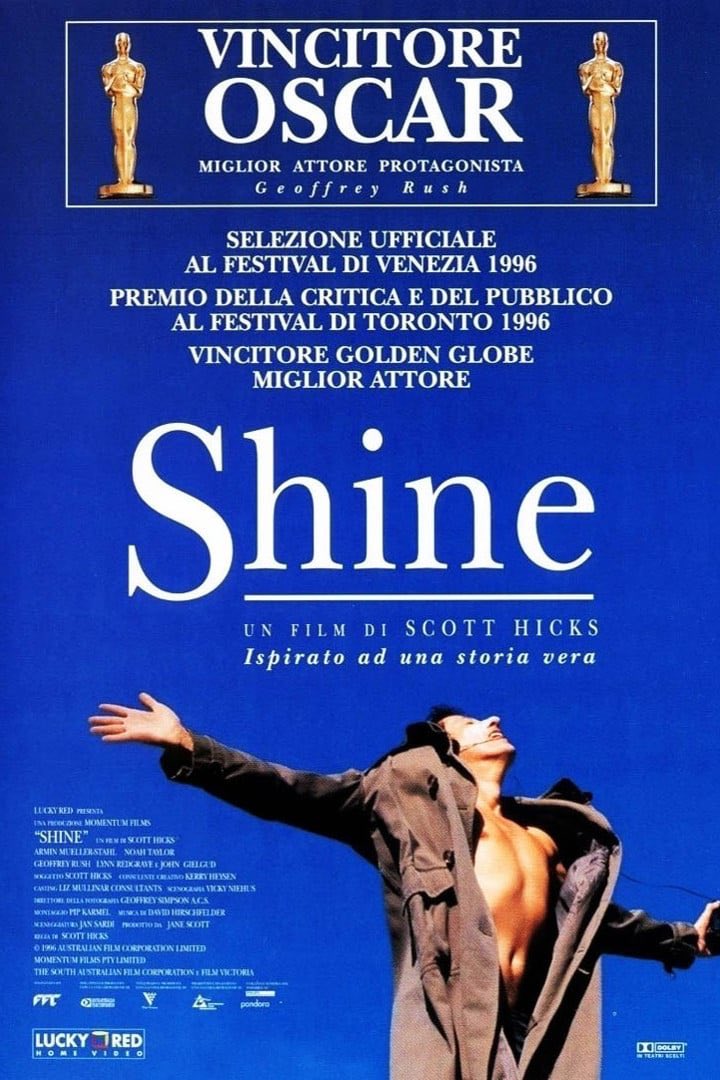 VINCITORE
OSCAR
MIGLIOR ATTORE PROTAGONISTA
Geoffrey Rush
SELEZIONE UFFICIALE
AL FESTIVAL DI VENEZIA 1996
PREMIO DELLA CRITICA E DEL PUBBLICO
AL FESTIVAL DI TORONTO 1996
VINCITORE GOLDEN GLOBE
MIGLIOR ATTORE
Shine
UN FILM DI SCOTT HICKS
Ispirato ad una storia vera
LUCKY RED PRESENTA
UNA PRODUZIONE MOMENTUM FILMS
"SHINE" UN FILM DI SCOTT HICKS
ARMIN MUELLER-STAHL NOAH TAYLOR
GEOFFREY RUSH LYNN REDGRAVE E JOHN GIELGUD
SOGGETTO SCOTT HICKS CONSULENTE CREATIVO KERRY HEYSEN
CASTING LIZ MULLINAR CONSULTANTS SCENOGRAFIA VICKY NIEHUS
DIRETTORE DELLA FOTOGRAFIA GEOFFREY SIMPSON A.C.S.
MONTAGGIO PIP KARMEL MUSICA DI DAVID HIRSCHFELDER
SCENEGGIATURA JAN SARDI PRODOTTO DA JANE SCOTT
REGIA DI SCOTT HICKS
© 1996 AUSTRALIAN FILM CORPORATION LIMITED
MOMENTUM FILMS PTY LIMITED
THE SOUTH AUSTRALIAN FILM CORPORATION E FILM VICTORIA
FFC
pandora
LUCKY RED
HOME VIDEO
DOLBY
IN TEATRI SCELTI